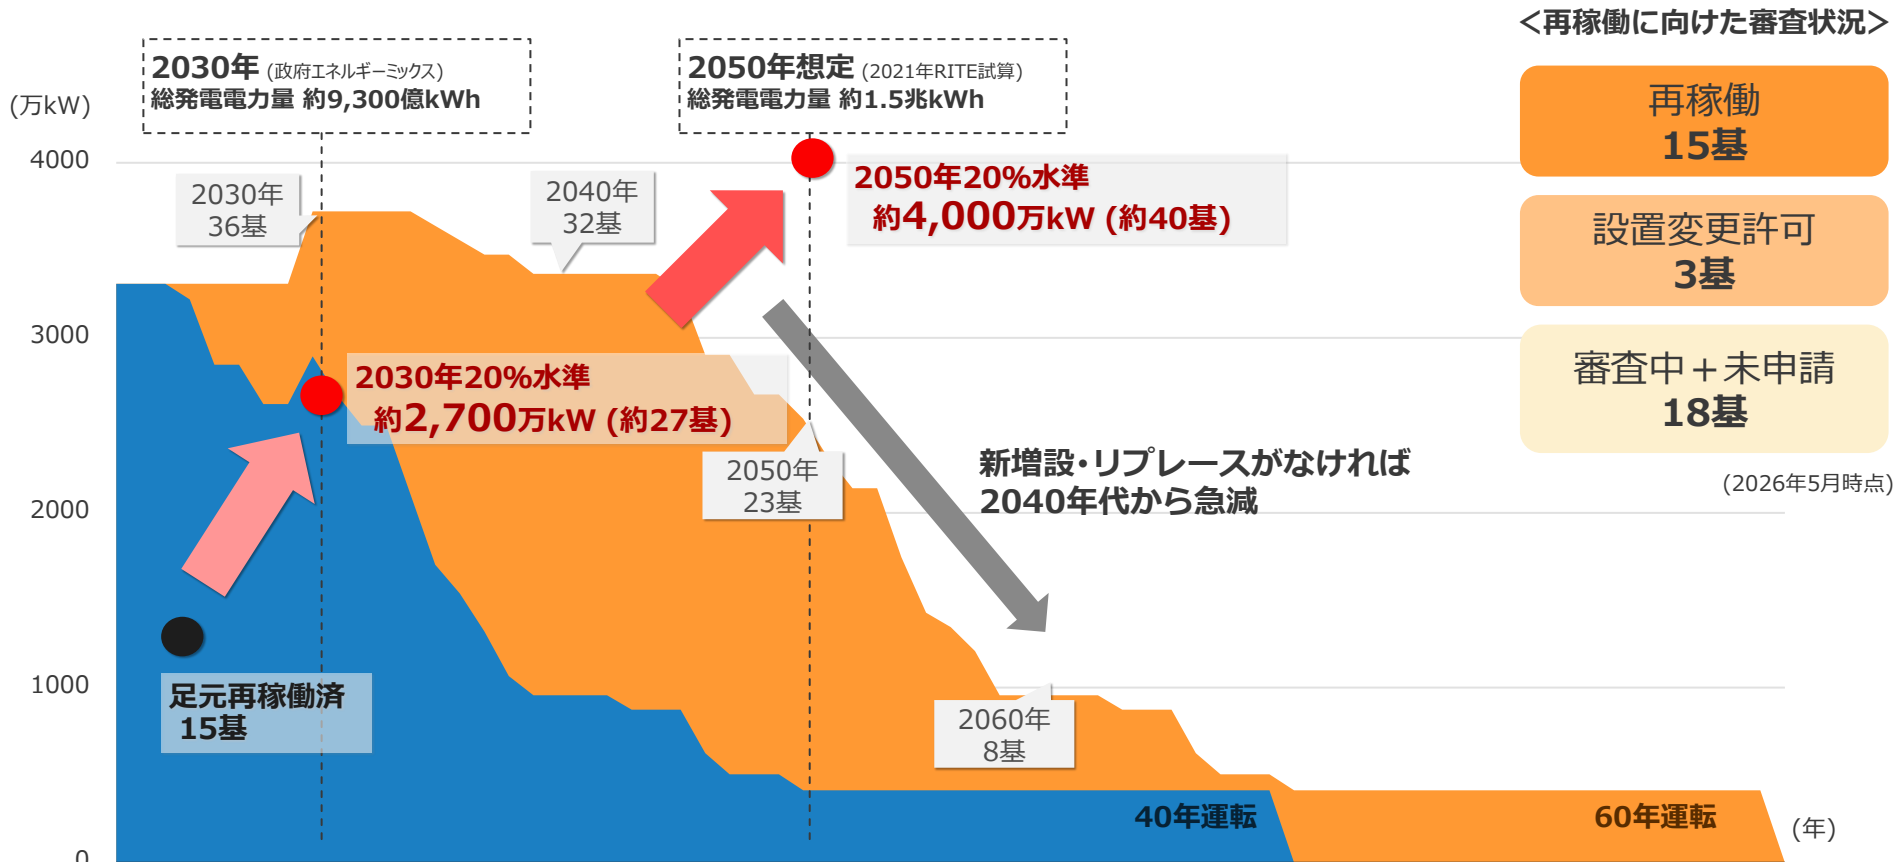 <再稼働に向けた審査状況>
2030年 (政府エネルギーミックス)
総発電電力量 約9,300億kWh
2050年想定 (2021年RITE試算)
総発電電力量 約1.5兆kWh
再稼働
15基
設置変更許可
3基
審査中＋未申請
18基
(2026年5月時点)
(万kW)
4000
3000
2000
1000
0
2030年
36基
2040年
32基
2050年20%水準
約4,000万kW (約40基)
2030年20%水準
約2,700万kW (約27基)
2050年
23基
新増設・リプレースがなければ
2040年代から急減
足元再稼働済
15基
2060年
8基
40年運転
60年運転
(年)